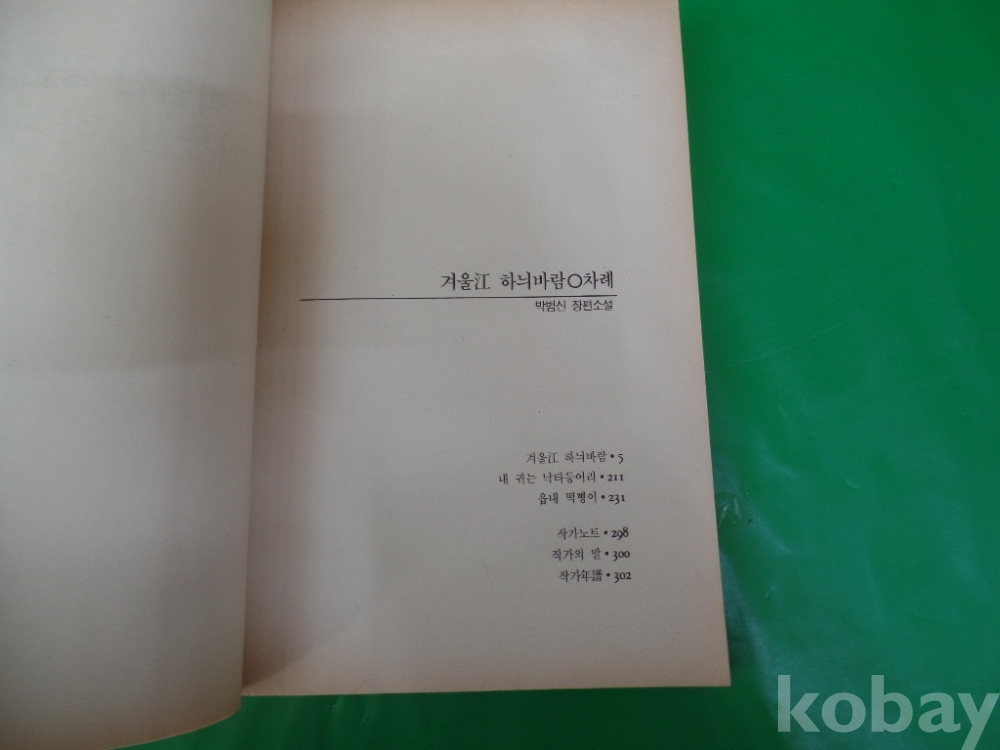 겨울江 하늬바람○차례
박범신 장편소설
겨울江 하늬바람•5
내 귀는 낙타등어리•211
읍내 떡뼁이•231
작가노트•298
작가의 말•300
작가年譜•302
kobay